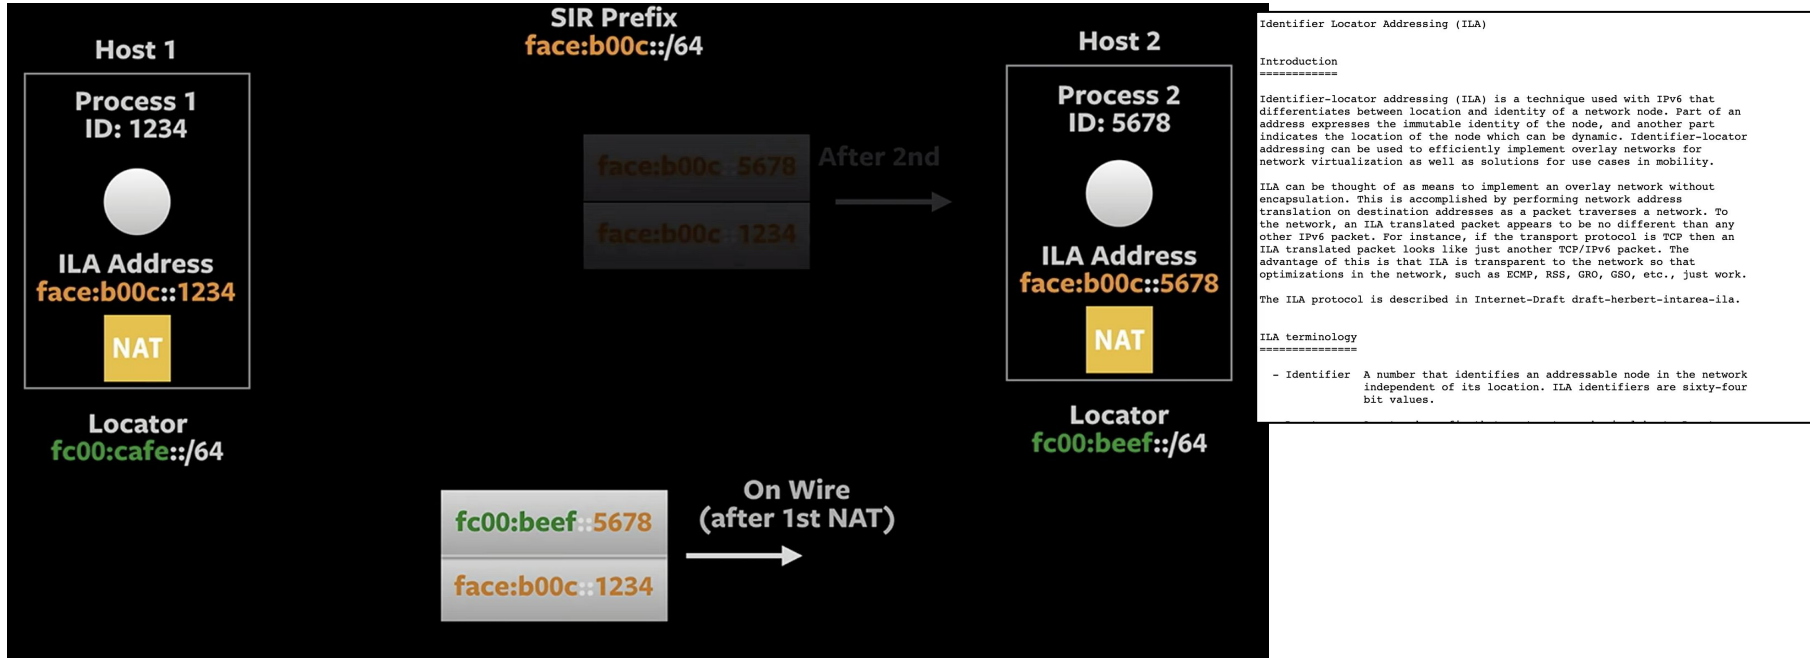 SIR Prefix
face:b00c::/64
Host 1
Process 1
ID: 1234
ILA Address
face:b00c::1234
NAT
Locator
fc00:cafe::/64
face:b00c::5678
face:b00c::1234
After 2nd
Host 2
Process 2
ID: 5678
ILA Address
face:b00c::5678
NAT
Locator
fc00:beef::/64
fc00:beef::5678
face:b00c::1234
On Wire
(after 1st NAT)
Identifier Locator Addressing (ILA)
Introduction
============
Identifier-locator addressing (ILA) is a technique used with IPv6 that
differentiates between location and identity of a network node. Part of an
address expresses the immutable identity of the node, and another part
indicates the location of the node which can be dynamic. Identifier-locator
addressing can be used to efficiently implement overlay networks for
network virtualization as well as solutions for use cases in mobility.
ILA can be thought of as means to implement an overlay network without
encapsulation. This is accomplished by performing network address
translation on destination addresses as a packet traverses a network. To
the network, an ILA translated packet appears to be no different than any
other IPv6 packet. For instance, if the transport protocol is TCP then an
ILA translated packet looks like just another TCP/IPv6 packet. The
advantage of this is that ILA is transparent to the network so that
optimizations in the network, such as ECMP, RSS, GRO, GSO, etc., just work.
The ILA protocol is described in Internet-Draft draft-herbert-intarea-ila.
ILA terminology
===============
- Identifier A number that identifies an addressable node in the network
independent of its location. ILA identifiers are sixty-four
bit values.